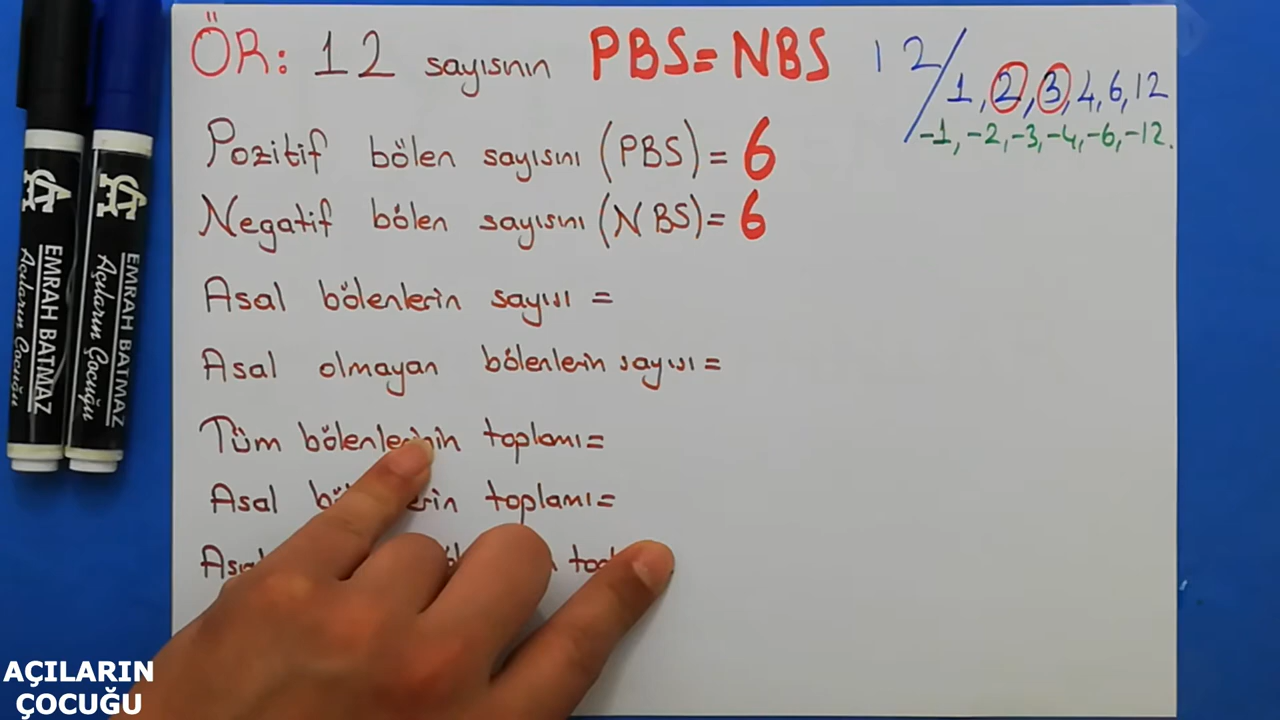 ÖR: 12 sayısının PBS=NBS
12/1, 2, 3, 4, 6, 12
-1, -2, -3, -4, -6, -12.
Pozitif bölen sayısını (PBS) = 6
Negatif bölen sayısını (NBS) = 6
Asal bölenlerin sayısı =
Asal olmayan bölenlerin sayısı =
Tüm bölenlerinin toplamı=
Asal toplamı=
EMRAH BATMAZ
Açıların Çocuğu
EMRAH BATMAZ
Açıların Çocuğu
AÇILARIN
ÇOCUĞU